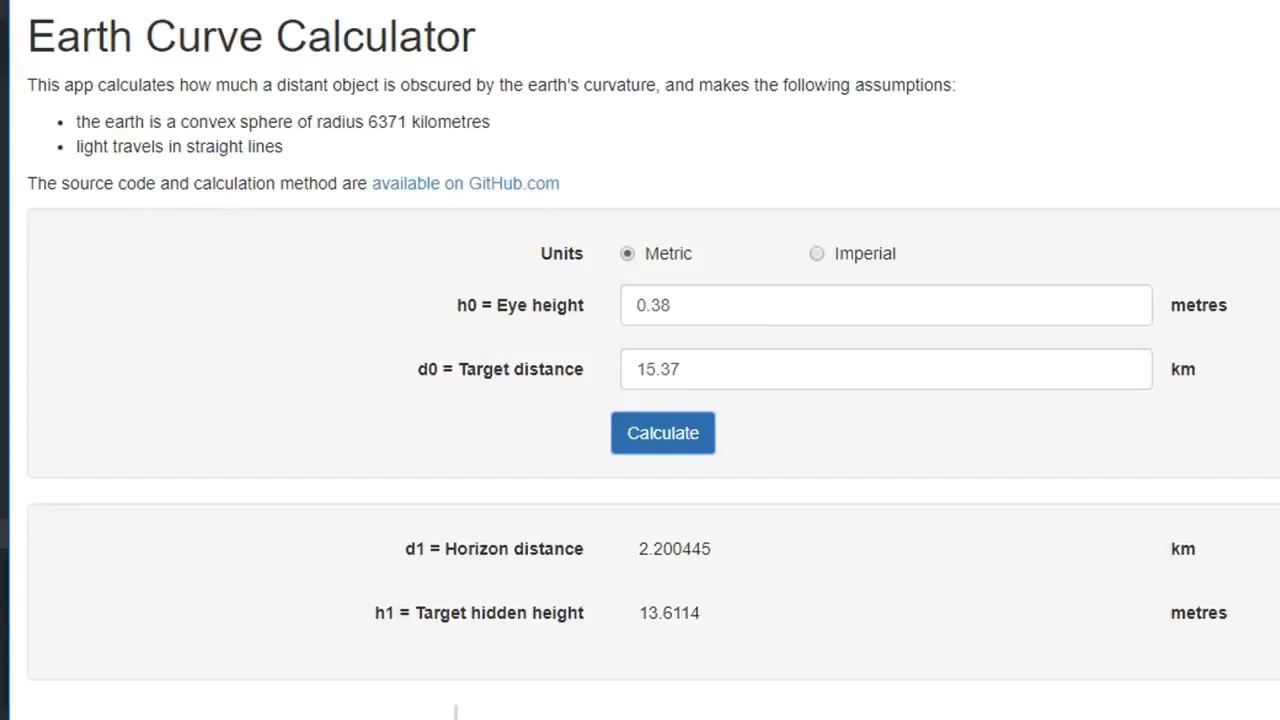 Earth Curve Calculator
This app calculates how much a distant object is obscured by the earth's curvature, and makes the following assumptions:
• the earth is a convex sphere of radius 6371 kilometres
• light travels in straight lines
The source code and calculation method are available on GitHub.com
Units Metric Imperial
h0 = Eye height 0.38 metres
d0 = Target distance 15.37 km
Calculate
d1 = Horizon distance 2.200445 km
h1 = Target hidden height 13.6114 metres